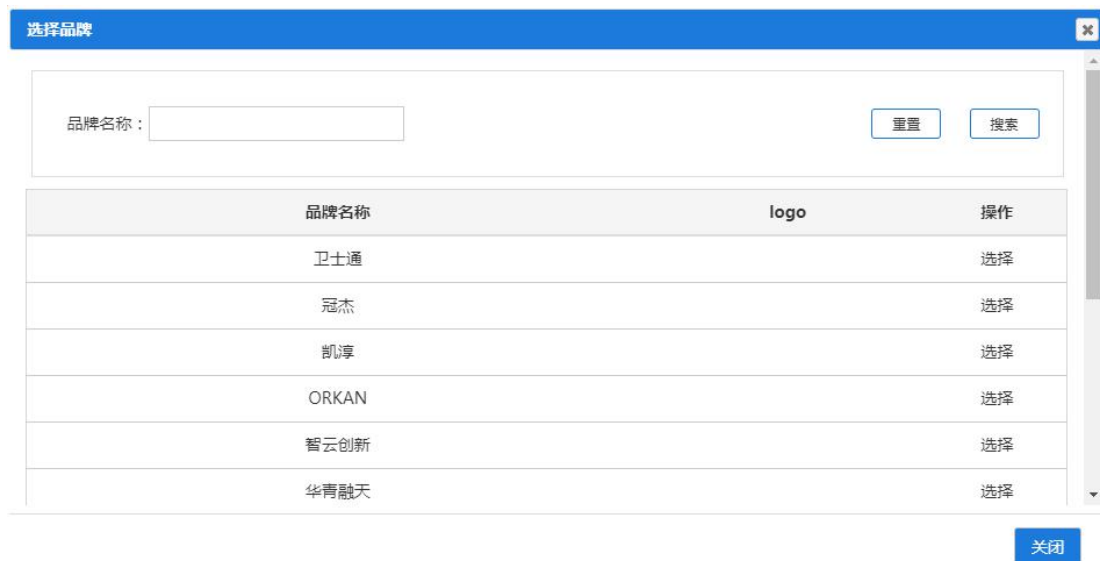 选择品牌
品牌名称：
重置
搜索
品牌名称 logo 操作
卫士通 选择
冠杰 选择
凯淳 选择
ORKAN 选择
智云创新 选择
华青融天 选择
关闭